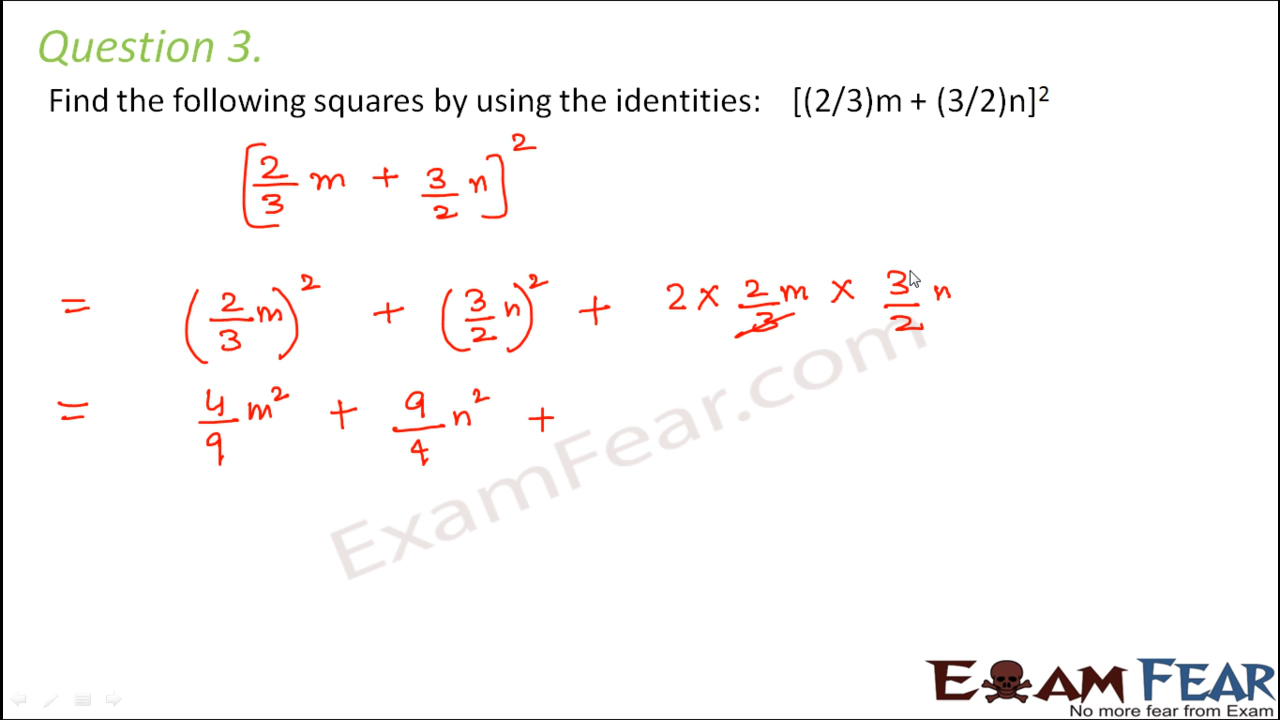 Question 3.
Find the following squares by using the identities: [(2/3)m + (3/2)n]²
[2/3 m + 3/2 n]²
= (2/3 m)² + (3/2 n)² + 2 × 2/3 m × 3/2 n
= 4/9 m² + 9/4 n² +
ExamFear.com
EXAM FEAR
No more fear from Exam